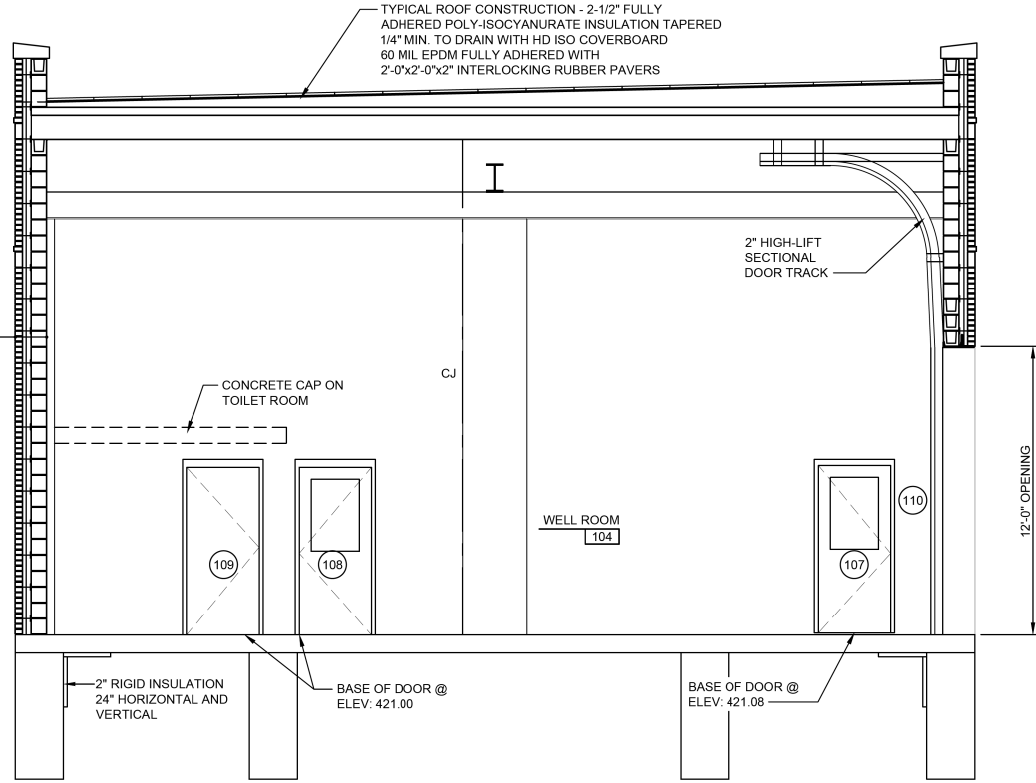 TYPICAL ROOF CONSTRUCTION - 2-1/2" FULLY
ADHERED POLY-ISOCYANURATE INSULATION TAPERED
1/4" MIN. TO DRAIN WITH HD ISO COVERBOARD
60 MIL EPDM FULLY ADHERED WITH
2'-0"x2'-0"x2" INTERLOCKING RUBBER PAVERS
2" HIGH-LIFT
SECTIONAL
DOOR TRACK
CJ
CONCRETE CAP ON
TOILET ROOM
12'-0" OPENING
WELL ROOM
104
110
109
108
107
2" RIGID INSULATION
24" HORIZONTAL AND
VERTICAL
BASE OF DOOR @
ELEV: 421.00
BASE OF DOOR @
ELEV: 421.08